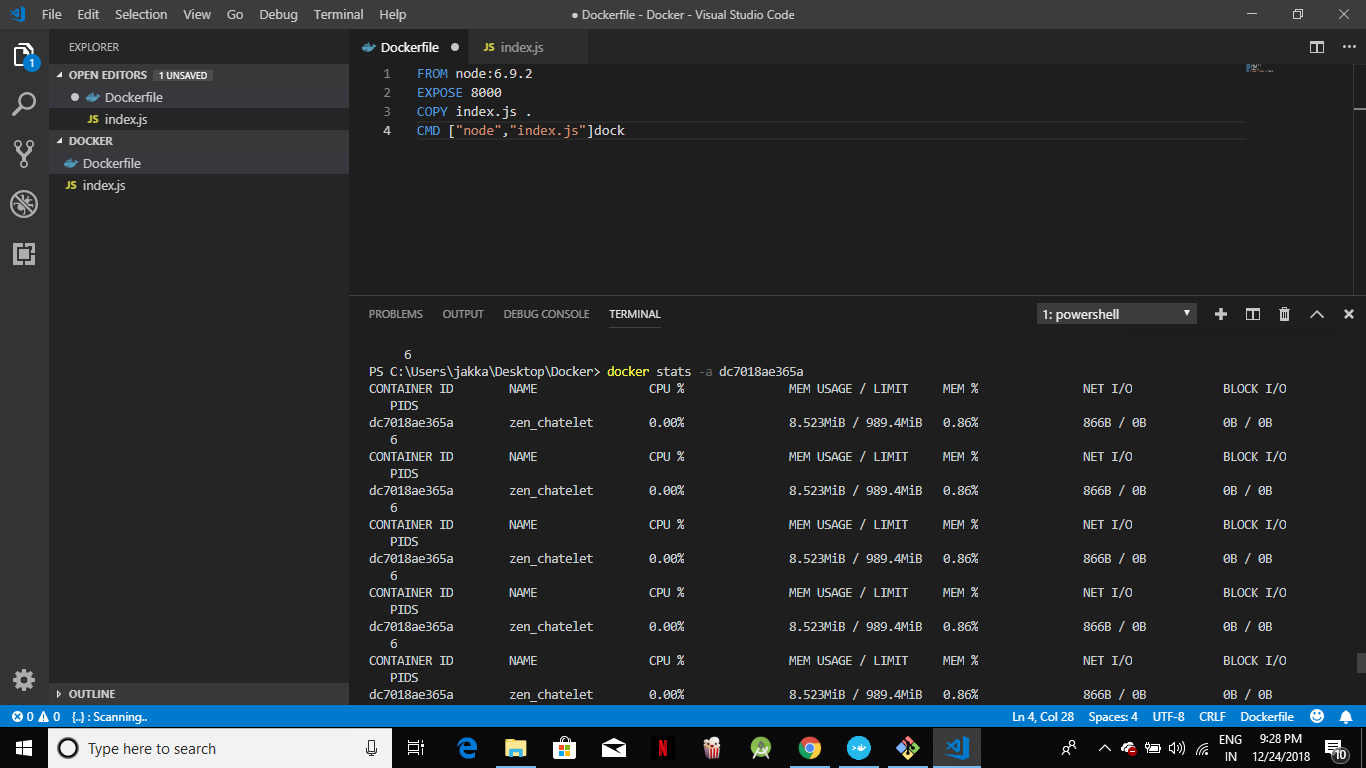 File Edit Selection View Go Debug Terminal Help ● Dockerfile - Docker - Visual Studio Code
EXPLORER
OPEN EDITORS 1 UNSAVED
Dockerfile
JS index.js
DOCKER
Dockerfile
JS index.js
OUTLINE
1
Dockerfile ● JS index.js
1 FROM node:6.9.2
2 EXPOSE 8000
3 COPY index.js .
4 CMD ["node","index.js"]dock
PROBLEMS OUTPUT DEBUG CONSOLE TERMINAL 1: powershell
6
PS C:\Users\jakka\Desktop\Docker> docker stats -a dc7018ae365a
CONTAINER ID NAME CPU % MEM USAGE / LIMIT MEM % NET I/O BLOCK I/O
PIDS
dc7018ae365a zen_chatelet 0.00% 8.523MiB / 989.4MiB 0.86% 866B / 0B 0B / 0B
6
CONTAINER ID NAME CPU % MEM USAGE / LIMIT MEM % NET I/O BLOCK I/O
PIDS
dc7018ae365a zen_chatelet 0.00% 8.523MiB / 989.4MiB 0.86% 866B / 0B 0B / 0B
6
CONTAINER ID NAME CPU % MEM USAGE / LIMIT MEM % NET I/O BLOCK I/O
PIDS
dc7018ae365a zen_chatelet 0.00% 8.523MiB / 989.4MiB 0.86% 866B / 0B 0B / 0B
6
CONTAINER ID NAME CPU % MEM USAGE / LIMIT MEM % NET I/O BLOCK I/O
PIDS
dc7018ae365a zen_chatelet 0.00% 8.523MiB / 989.4MiB 0.86% 866B / 0B 0B / 0B
6
CONTAINER ID NAME CPU % MEM USAGE / LIMIT MEM % NET I/O BLOCK I/O
PIDS
dc7018ae365a zen_chatelet 0.00% 8.523MiB / 989.4MiB 0.86% 866B / 0B 0B / 0B
0 0 {..} : Scanning.. Ln 4, Col 28 Spaces: 4 UTF-8 CRLF Dockerfile
Type here to search
ENG 9:28 PM
IN 12/24/2018 10